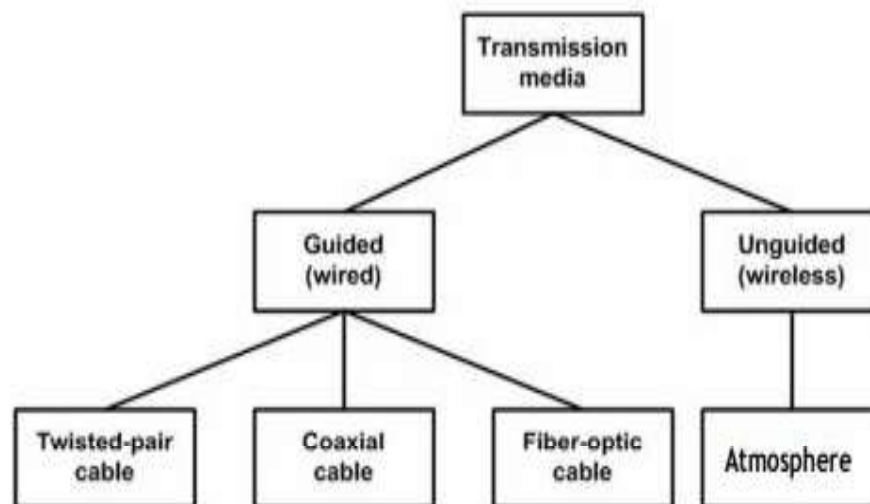 Transmission
media
Guided
(wired)
Unguided
(wireless)
Twisted-pair
cable
Coaxial
cable
Fiber-optic
cable
Atmosphere